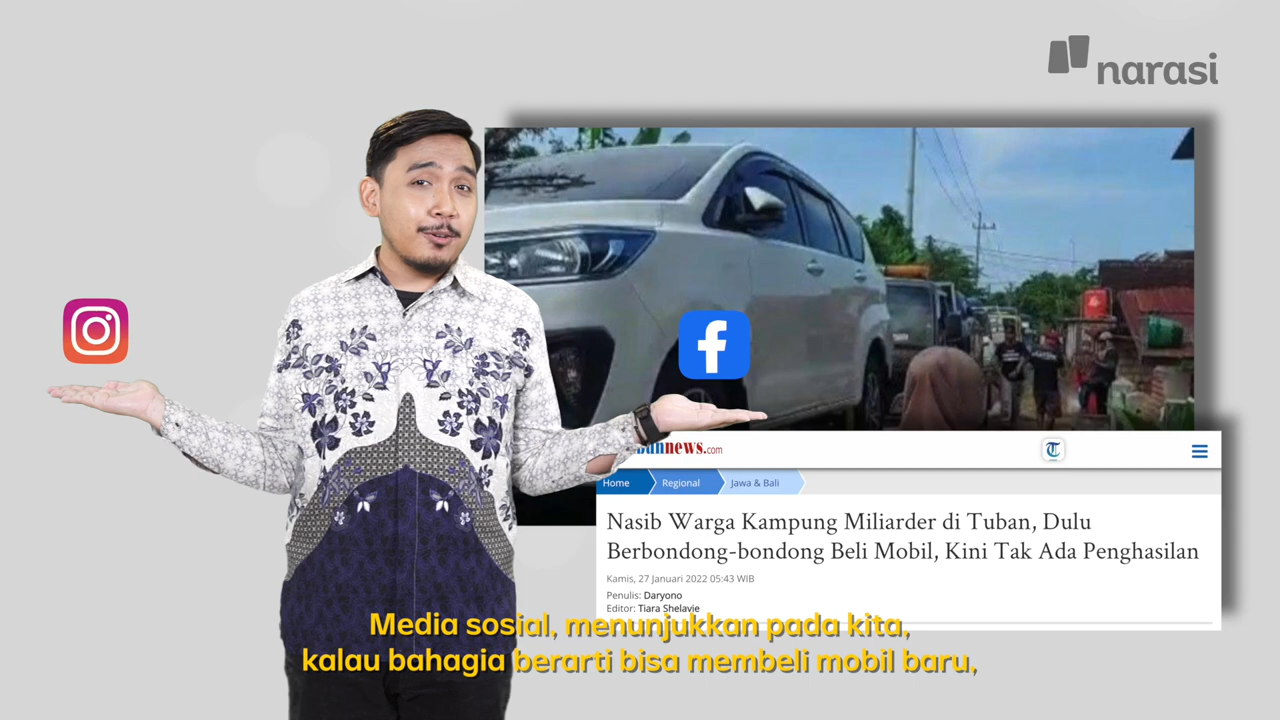 narasi
bunnews.com
Home
Regional
Jawa & Bali
Nasib Warga Kampung Miliarder di Tuban, Dulu
Berbondong-bondong Beli Mobil, Kini Tak Ada Penghasilan
Kamis, 27 Januari 2022 05:43 WIB
Penulis: Daryono
Editor: Tiara Shelavie
Media sosial, menunjukkan pada kita,
kalau bahagia berarti bisa membeli mobil baru,